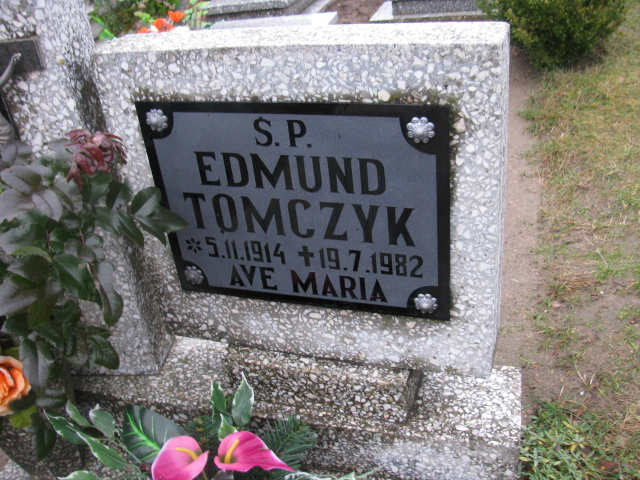 Ś. P.
EDMUND
TOMCZYK
* 5.11.1914 + 19.7.1982
AVE MARIA